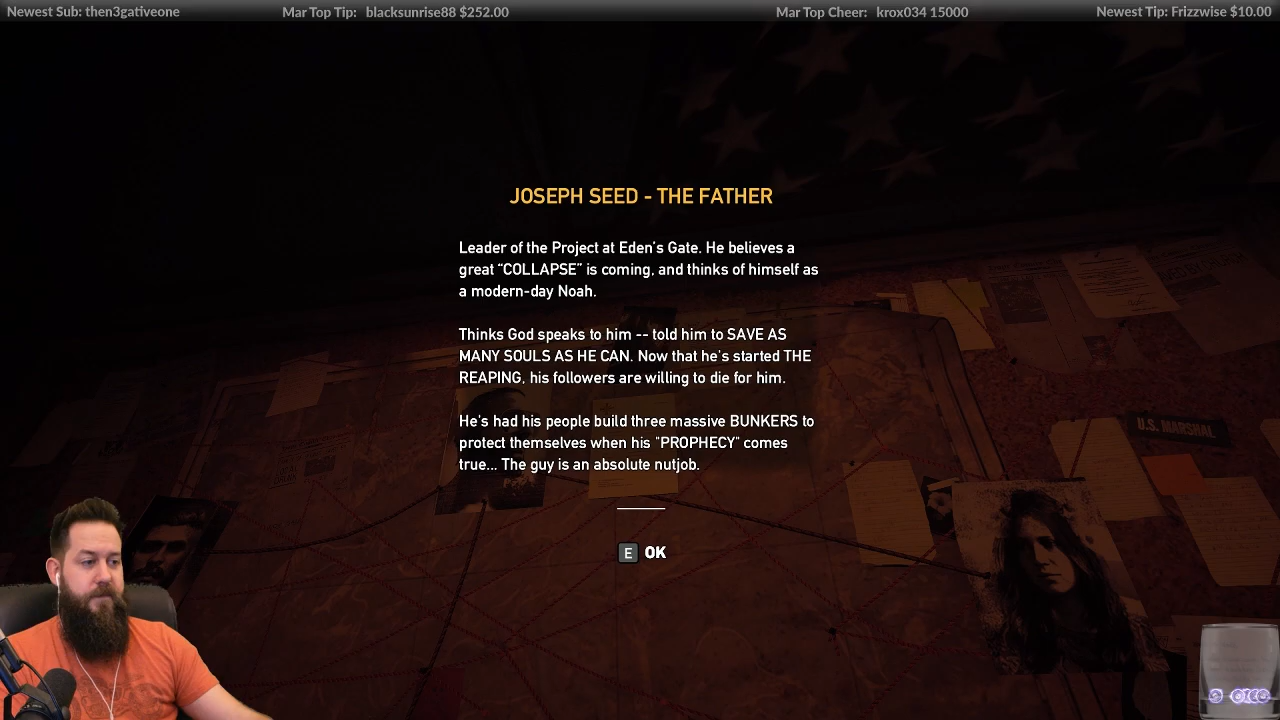 Newest Sub: then3gativeone
Mar Top Tip: blacksunrise88 $252.00
Mar Top Cheer: krox034 15000
Newest Tip: Frizzwise $10.00
JOSEPH SEED - THE FATHER
Leader of the Project at Eden's Gate. He believes a
great “COLLAPSE” is coming, and thinks of himself as
a modern-day Noah.
Thinks God speaks to him -- told him to SAVE AS
MANY SOULS AS HE CAN. Now that he's started THE
REAPING, his followers are willing to die for him.
He's had his people build three massive BUNKERS to
protect themselves when his "PROPHECY" comes
true... The guy is an absolute nutjob.
E OK
U.S. MARSHAL